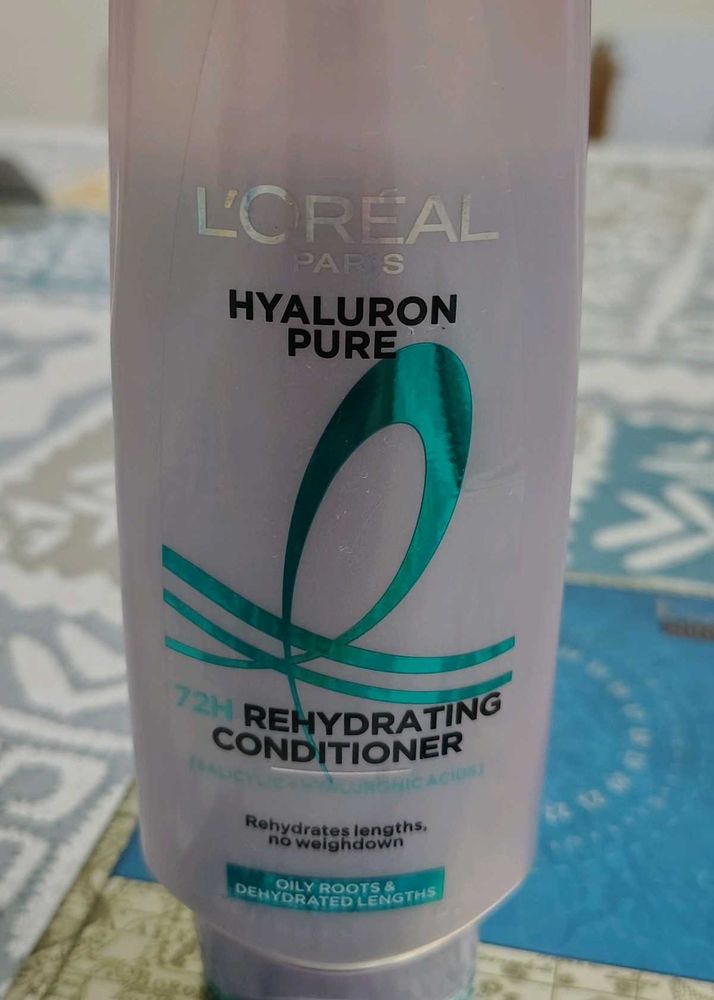 L'ORÉAL
PARIS
HYALURON
PURE
72H REHYDRATING
CONDITIONER
[SALICYLIC + HYALURONIC ACIDS]
Rehydrates lengths,
no weighdown
OILY ROOTS &
DEHYDRATED LENGTHS